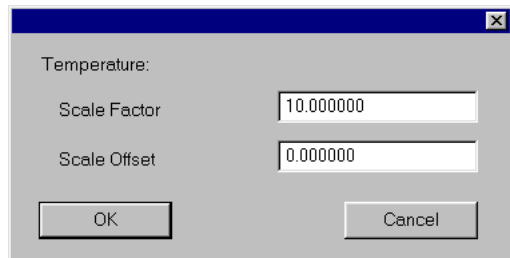 Temperature:
Scale Factor 10.000000
Scale Offset 0.000000
OK Cancel